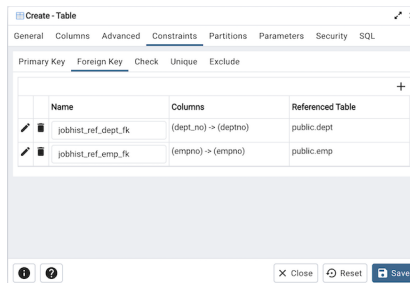 Create - Table
General Columns Advanced Constraints Partitions Parameters Security SQL
Primary Key Foreign Key Check Unique Exclude
Name Columns Referenced Table
jobhist_ref_dept_fk (dept_no) -> (deptno) public.dept
jobhist_ref_emp_fk (empno) -> (empno) public.emp
Close Reset Save